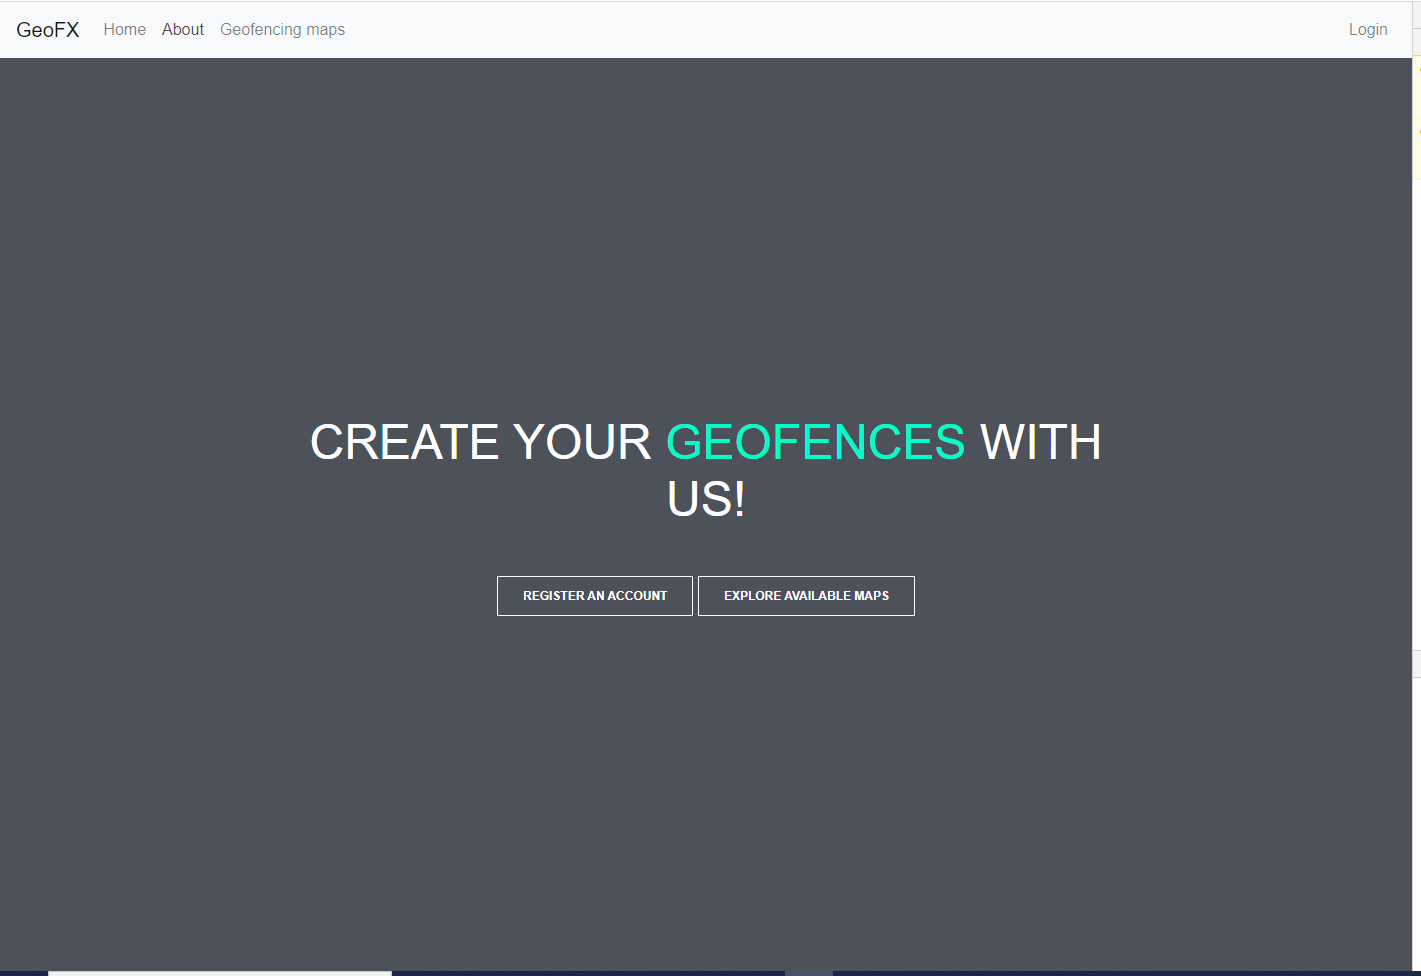 GeoFX Home About Geofencing maps Login
CREATE YOUR GEOFENCES WITH
US!
REGISTER AN ACCOUNT EXPLORE AVAILABLE MAPS